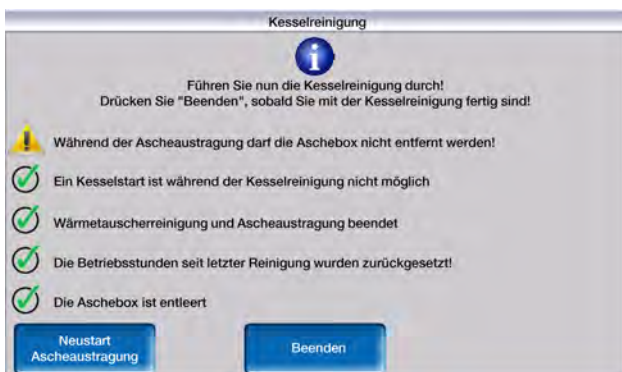 Kesselreinigung
Führen Sie nun die Kesselreinigung durch!
Drücken Sie "Beenden", sobald Sie mit der Kesselreinigung fertig sind!
Während der Ascheaustragung darf die Aschebox nicht entfernt werden!
Ein Kesselstart ist während der Kesselreinigung nicht möglich
Wärmetauscherreinigung und Ascheaustragung beendet
Die Betriebsstunden seit letzter Reinigung wurden zurückgesetzt!
Die Aschebox ist entleert
Neustart
Ascheaustragung
Beenden